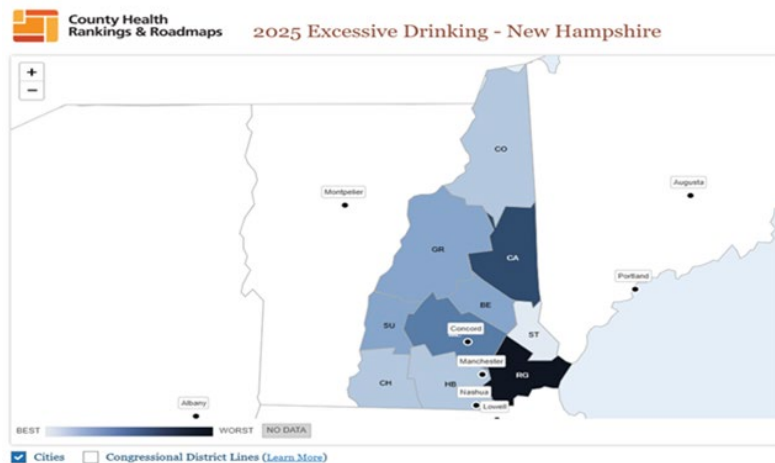 County Health
Rankings & Roadmaps
2025 Excessive Drinking - New Hampshire
+
−
CO
Montpelier
Augusta
GR
CA
Portland
BE
SU
Concord
ST
Manchester
CH
HB
RG
Nashua
Albany
Lowell
BEST
WORST
NO DATA
Cities
Congressional District Lines (Learn More)